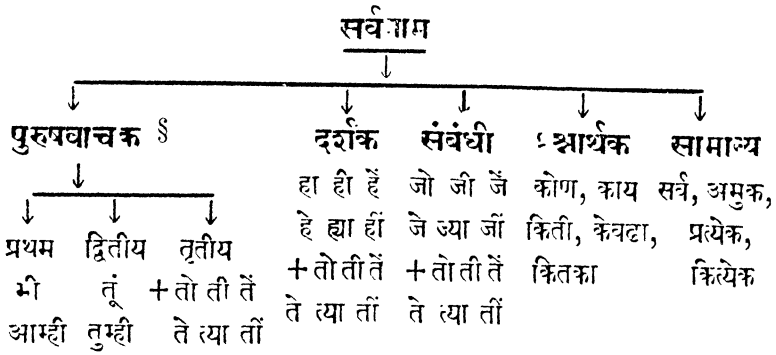 सर्वनाम
पुरुषवाचक § दर्शक संबंधी प्रश्नार्थक सामान्य
हा ही हें जो जी जें कोण, काय सर्व, अमुक,
हे ह्या हीं जे ज्या जीं किती, केवढा, प्रत्येक,
प्रथम द्वितीय तृतीय +तो ती तें +तो ती तें कितका कित्येक
मी तूं +तो ती तें ते त्या तीं ते त्या तीं
आम्ही तुम्ही ते त्या तीं